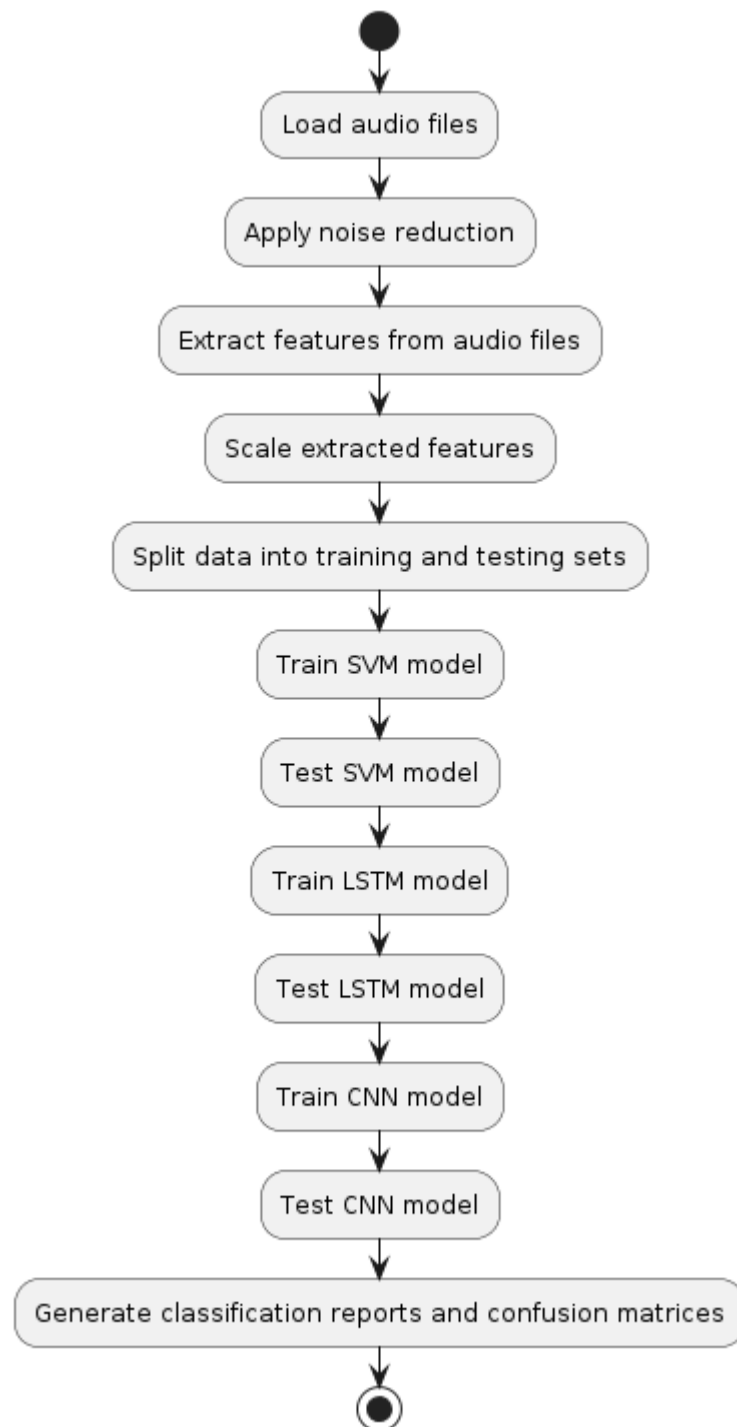 Load audio files
Apply noise reduction
Extract features from audio files
Scale extracted features
Split data into training and testing sets
Train SVM model
Test SVM model
Train LSTM model
Test LSTM model
Train CNN model
Test CNN model
Generate classification reports and confusion matrices